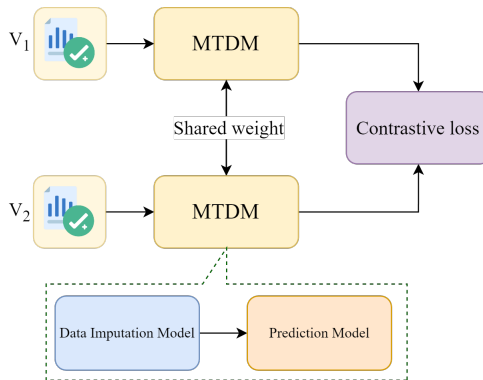 V1
MTDM
Shared weight
Contrastive loss
V2
MTDM
Data Imputation Model
Prediction Model